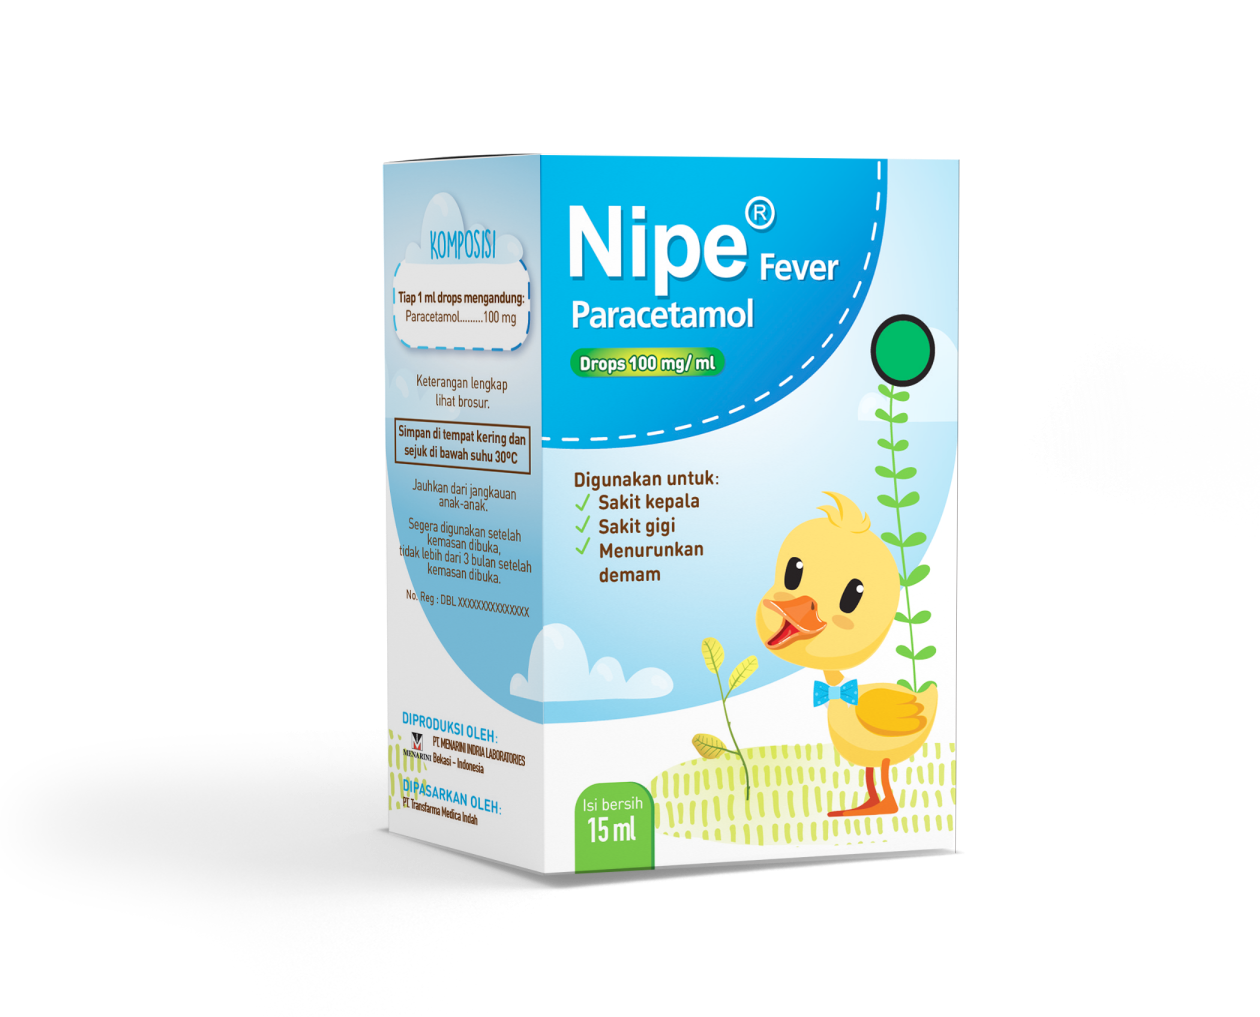 KOMPOSISI
Tiap 1 ml drops mengandung:
Paracetamol.........100 mg
Keterangan lengkap
lihat brosur.
Simpan di tempat kering dan
sejuk di bawah suhu 30ºC
Jauhkan dari jangkauan
anak-anak.
Segera digunakan setelah
kemasan dibuka,
tidak lebih dari 3 bulan setelah
kemasan dibuka.
No. Reg : DBL XXXXXXXXXXXXXXX
DIPRODUKSI OLEH:
MENARINI
PT. MENARINI INDRIA LABORATORIES
Bekasi - Indonesia
DIPASARKAN OLEH:
PT. Transfarma Medica Indah
Nipe®
Fever
Paracetamol
Drops 100 mg/ ml
Digunakan untuk:
✓ Sakit kepala
✓ Sakit gigi
✓ Menurunkan
demam
Isi bersih
15 ml